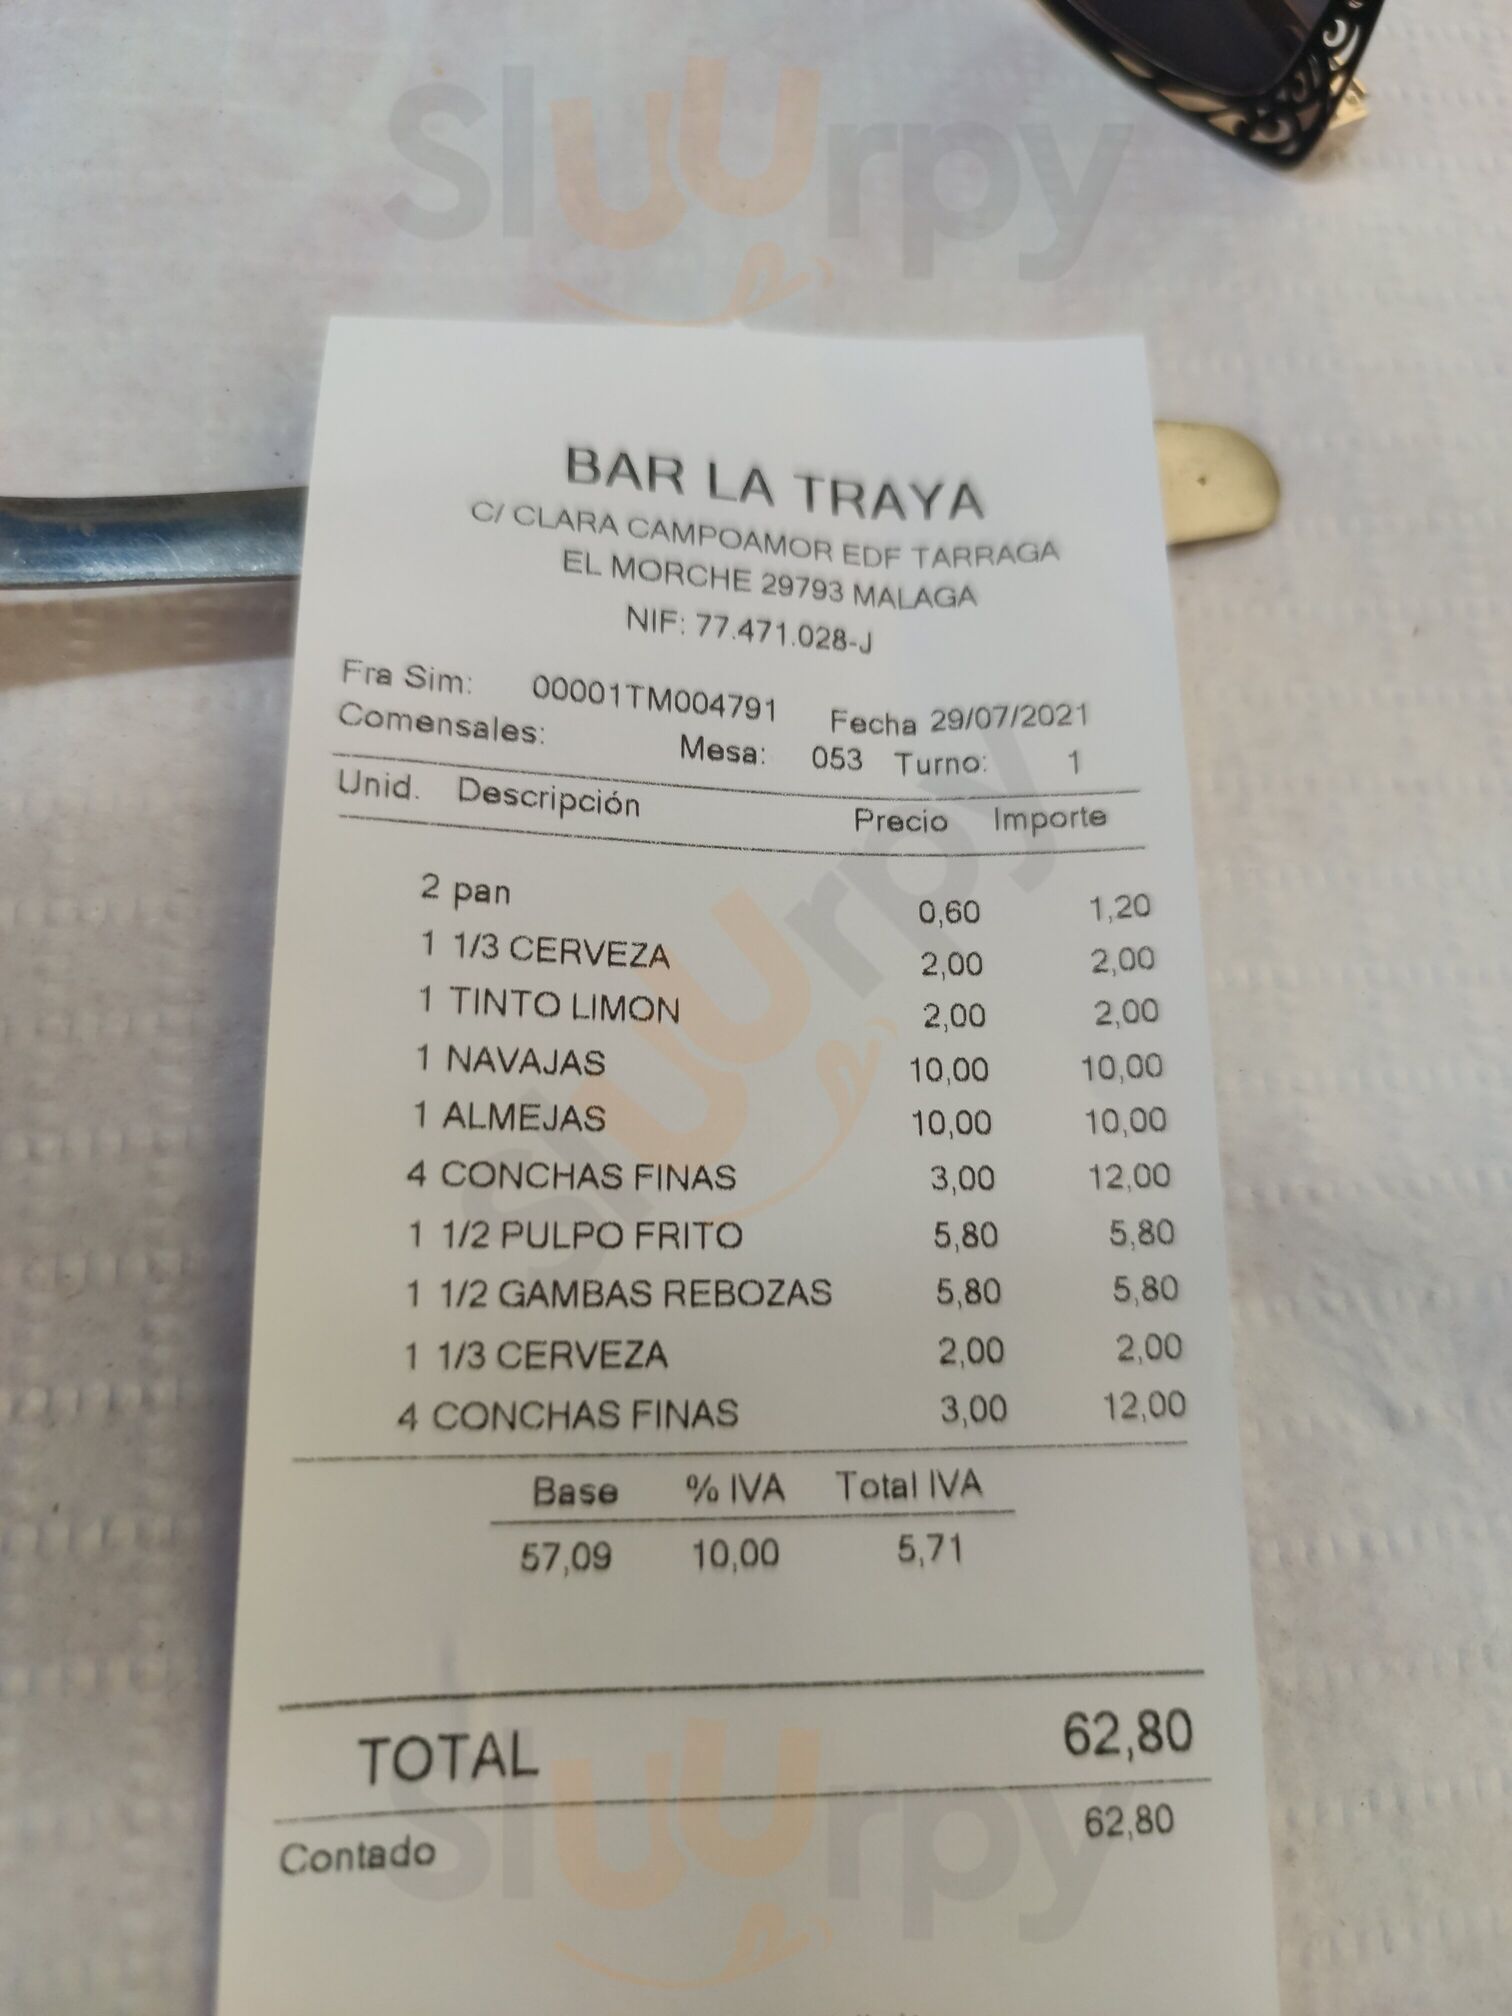 Sluurpy
BAR LA TRAYA
C/ CLARA CAMPOAMOR EDF TARRAGA
EL MORCHE 29793 MALAGA
NIF: 77.471.028-J
Fra Sim: 00001TM004791 Fecha 29/07/2021
Comensales: Mesa: 053 Turno: 1
Unid. Descripción Precio Importe
2 pan 0,60 1,20
1 1/3 CERVEZA 2,00 2,00
1 TINTO LIMON 2,00 2,00
1 NAVAJAS 10,00 10,00
1 ALMEJAS 10,00 10,00
4 CONCHAS FINAS 3,00 12,00
1 1/2 PULPO FRITO 5,80 5,80
1 1/2 GAMBAS REBOZAS 5,80 5,80
1 1/3 CERVEZA 2,00 2,00
4 CONCHAS FINAS 3,00 12,00
Sluurpy
Base % IVA Total IVA
57,09 10,00 5,71
TOTAL 62,80
Contado 62,80
Sluurpy